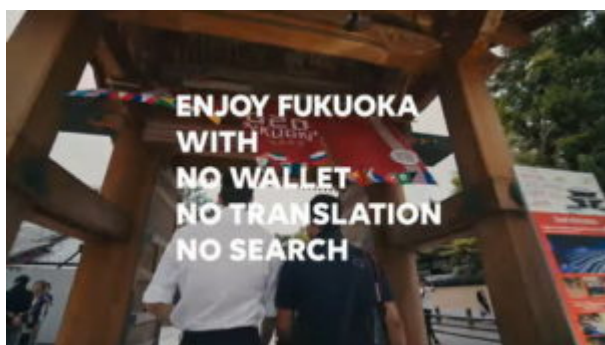 ENJOY FUKUOKA
WITH
NO WALLET
NO TRANSLATION
NO SEARCH